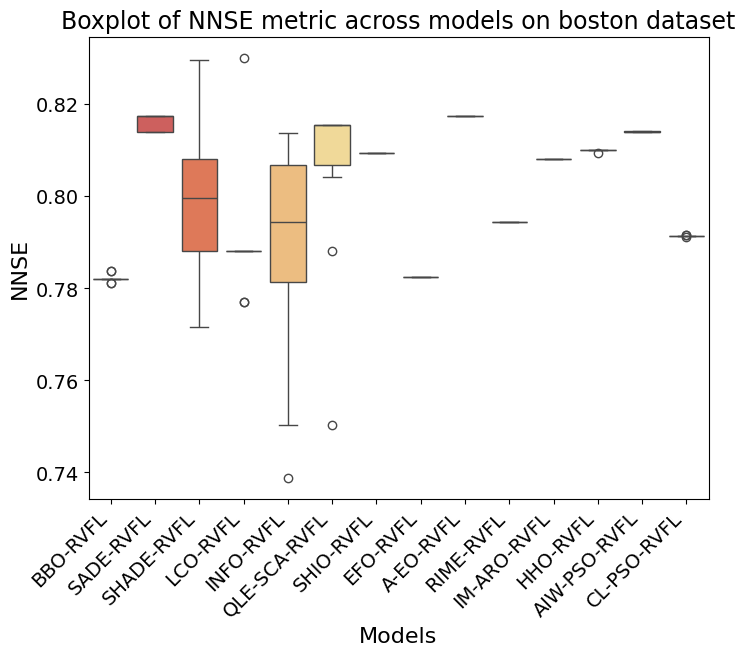 Boxplot of NNSE metric across models on boston dataset
NNSE
0.82
0.80
0.78
0.76
0.74
BBO-RVFL
SADE-RVFL
SHADE-RVFL
LCO-RVFL
INFO-RVFL
QLE-SCA-RVFL
SHIO-RVFL
EFO-RVFL
A-EO-RVFL
RIME-RVFL
IM-ARO-RVFL
HHO-RVFL
AIW-PSO-RVFL
CL-PSO-RVFL
Models